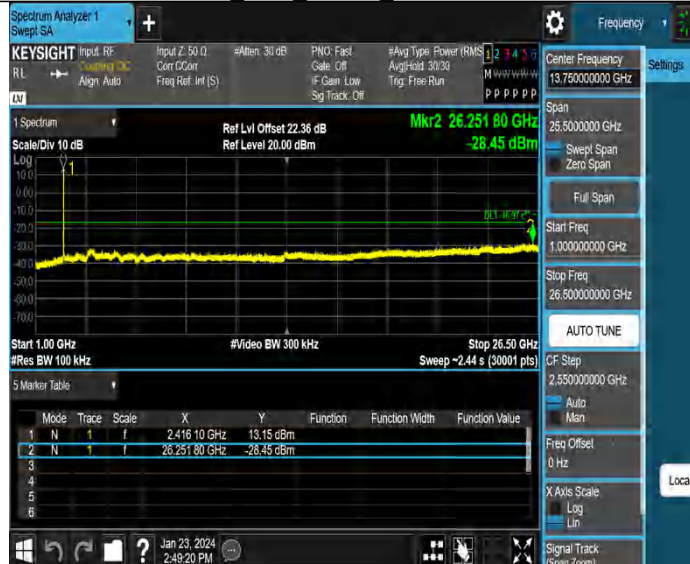 Spectrum Analyzer 1
Swept SA
+
Frequency
KEYSIGHT
RL
Input: RF
Coupling: DC
Align: Auto
Input Z: 50 Ω
Corr CCorr
Freq Ref: Int (S)
#Atten: 30 dB
PNO: Fast
Gate: Off
IF Gain: Low
Sig Track: Off
#Avg Type: Power (RMS
Avg|Hold: 30/30
Trig: Free Run
1 2 3 4 5 6
M w w w w w
P P P P P P
LXI
1 Spectrum
Scale/Div 10 dB
Ref Lvl Offset 22.36 dB
Ref Level 20.00 dBm
Mkr2 26.251 80 GHz
-28.45 dBm
Log
10.0
0.00
-10.0
-20.0
-30.0
-40.0
-50.0
-60.0
-70.0
1
2
Start 1.00 GHz
#Res BW 100 kHz
#Video BW 300 kHz
Stop 26.50 GHz
Sweep ~2.44 s (30001 pts)
5 Marker Table
Mode Trace Scale X Y Function Function Width Function Value
1 N 1 f 2.416 10 GHz 13.15 dBm
2 N 1 f 26.251 80 GHz -28.45 dBm
3
4
5
6
?
Jan 23, 2024
2:49:20 PM
Center Frequency
13.750000000 GHz
Settings
Span
25.5000000 GHz
Swept Span
Zero Span
Full Span
Start Freq
1.000000000 GHz
Stop Freq
26.500000000 GHz
AUTO TUNE
CF Step
2.550000000 GHz
Auto
Man
Freq Offset
0 Hz
X Axis Scale
Log
Lin
Signal Track
(Span Zoom)
Loca